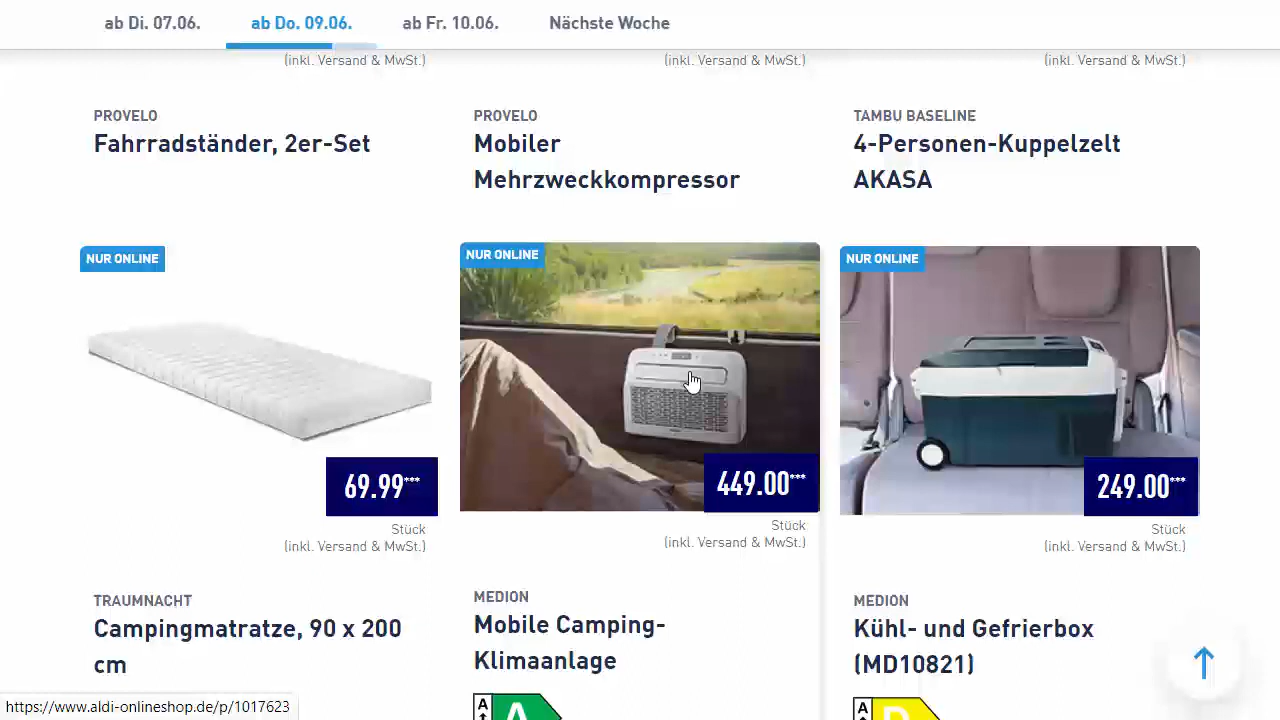 ab Di. 07.06.
ab Do. 09.06.
ab Fr. 10.06.
Nächste Woche
(inkl. Versand & MwSt.)
(inkl. Versand & MwSt.)
(inkl. Versand & MwSt.)
PROVELO
Fahrradständer, 2er-Set
PROVELO
Mobiler
Mehrzweckkompressor
TAMBU BASELINE
4-Personen-Kuppelzelt
AKASA
NUR ONLINE
69.99***
Stück
(inkl. Versand & MwSt.)
TRAUMNACHT
Campingmatratze, 90 x 200
cm
NUR ONLINE
449.00***
Stück
(inkl. Versand & MwSt.)
MEDION
Mobile Camping-
Klimaanlage
A
A
NUR ONLINE
249.00***
Stück
(inkl. Versand & MwSt.)
MEDION
Kühl- und Gefrierbox
(MD10821)
A
D
https://www.aldi-onlineshop.de/p/1017623